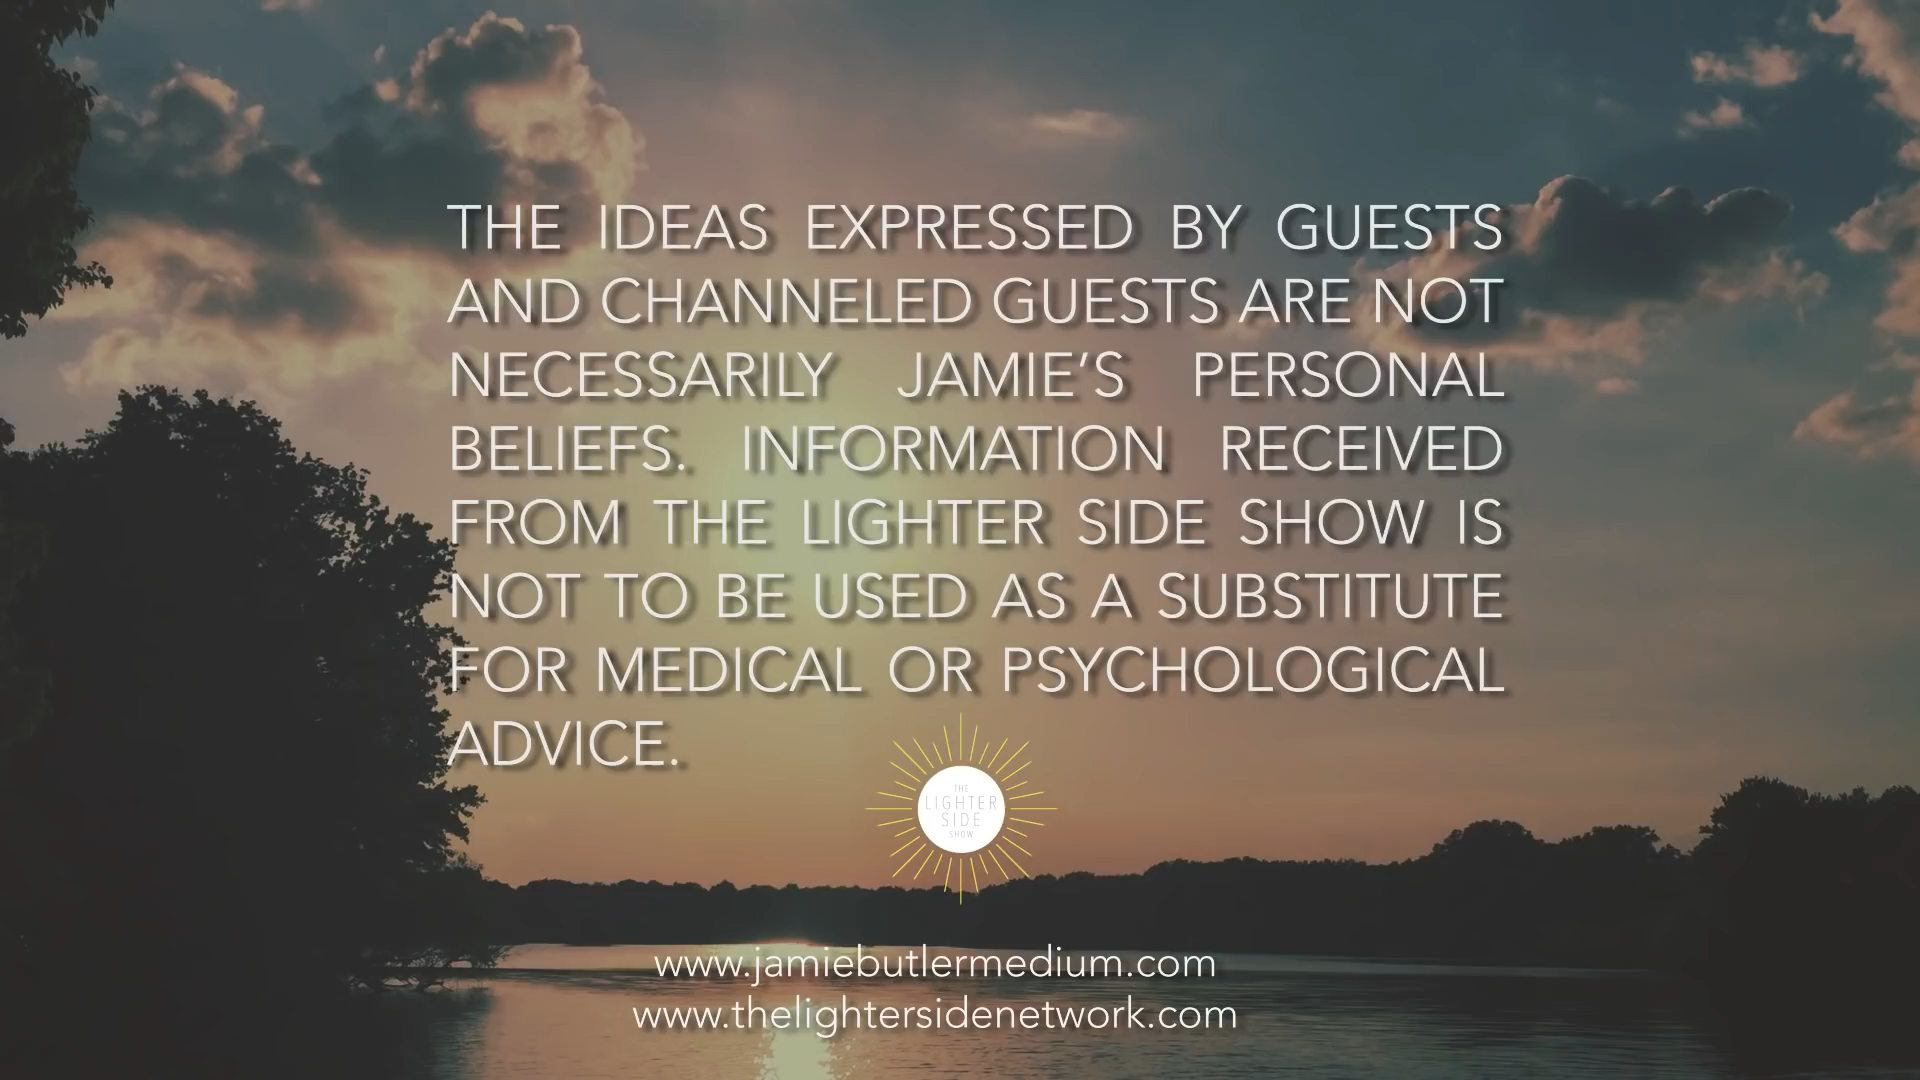 THE IDEAS EXPRESSED BY GUESTS
AND CHANNELED GUESTS ARE NOT
NECESSARILY JAMIE’S PERSONAL
BELIEFS. INFORMATION RECEIVED
FROM THE LIGHTER SIDE SHOW IS
NOT TO BE USED AS A SUBSTITUTE
FOR MEDICAL OR PSYCHOLOGICAL
ADVICE.
THE
LIGHTER
SIDE
SHOW
www.jamiebutlermedium.com
www.thelightersidenetwork.com